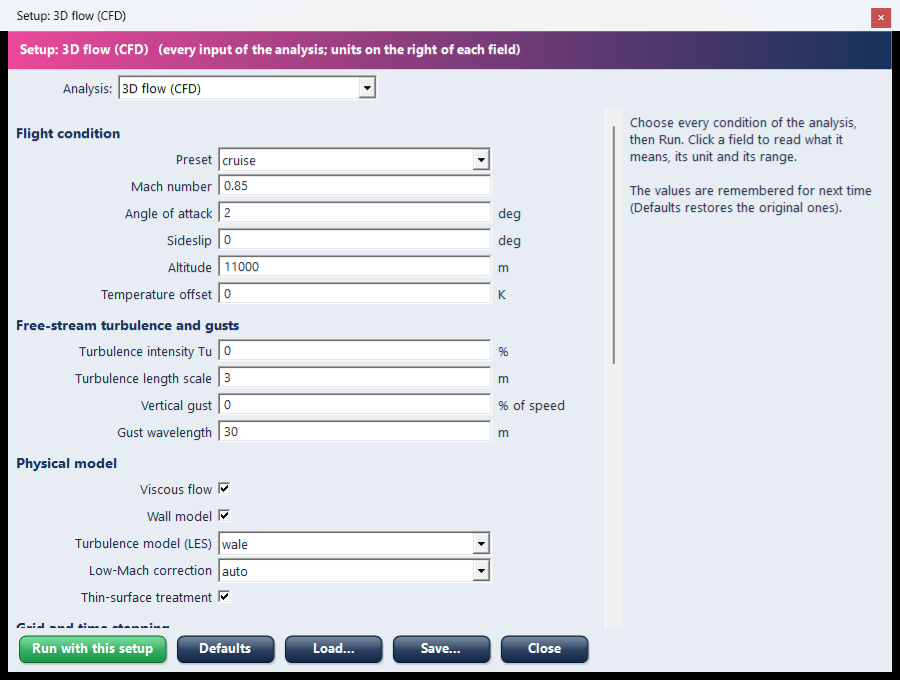 Setup: 3D flow (CFD)
Setup: 3D flow (CFD)   (every input of the analysis; units on the right of each field)
Analysis: 3D flow (CFD)
Flight condition
Preset cruise
Mach number 0.85
Angle of attack 2 deg
Sideslip 0 deg
Altitude 11000 m
Temperature offset 0 K
Free-stream turbulence and gusts
Turbulence intensity Tu 0 %
Turbulence length scale 3 m
Vertical gust 0 % of speed
Gust wavelength 30 m
Physical model
Viscous flow
Wall model
Turbulence model (LES) wale
Low-Mach correction auto
Thin-surface treatment
Grid and time stepping
Choose every condition of the analysis,
then Run. Click a field to read what it
means, its unit and its range.
The values are remembered for next time
(Defaults restores the original ones).
Run with this setup Defaults Load... Save... Close